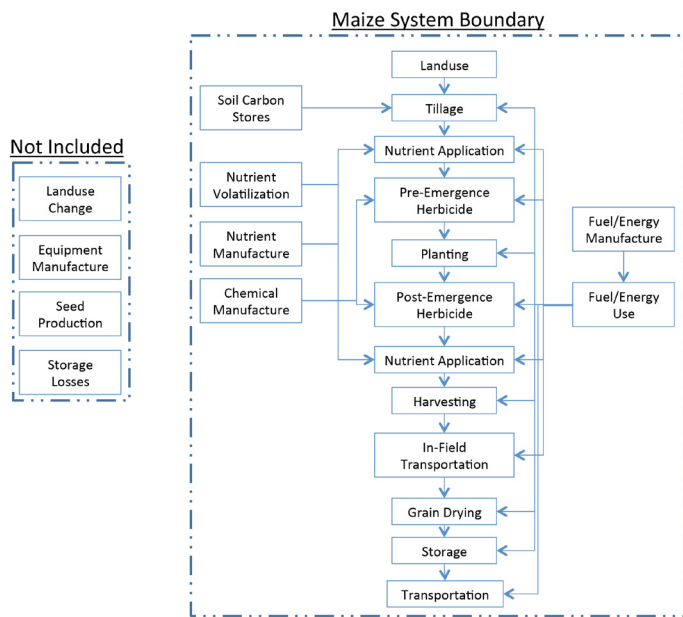 Maize System Boundary
Landuse
Soil Carbon
Stores
Tillage
Not Included
Nutrient Application
Landuse
Change
Nutrient
Volatilization
Pre-Emergence
Herbicide
Fuel/Energy
Manufacture
Equipment
Manufacture
Nutrient
Manufacture
Planting
Seed
Production
Chemical
Manufacture
Post-Emergence
Herbicide
Fuel/Energy
Use
Storage
Losses
Nutrient Application
Harvesting
In-Field
Transportation
Grain Drying
Storage
Transportation